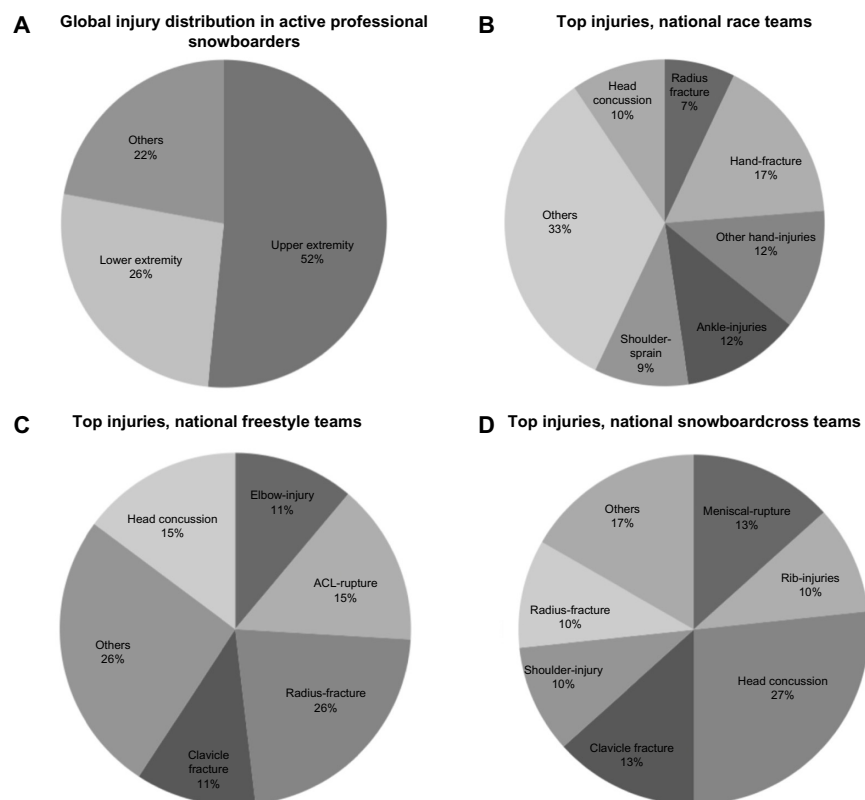 A
Global injury distribution in active professional
snowboarders
Others
22%
Lower extremity
26%
Upper extremity
52%
B
Top injuries, national race teams
Head
concussion
10%
Radius
fracture
7%
Hand-fracture
17%
Others
33%
Other hand-injuries
12%
Ankle-injuries
12%
Shoulder-
sprain
9%
C
Top injuries, national freestyle teams
Head concussion
15%
Elbow-injury
11%
ACL-rupture
15%
Others
26%
Radius-fracture
26%
Clavicle
fracture
11%
D
Top injuries, national snowboardcross teams
Others
17%
Meniscal-rupture
13%
Rib-injuries
10%
Radius-fracture
10%
Shoulder-injury
10%
Head concussion
27%
Clavicle fracture
13%